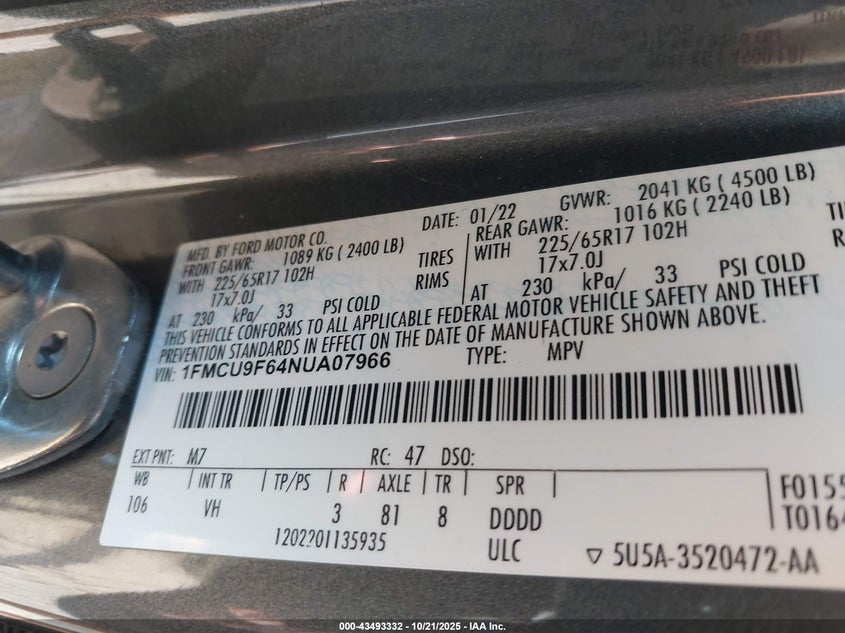 MFD. BY FORD MOTOR CO.
DATE: 01/22
GVWR: 2041 KG ( 4500 LB)
FRONT GAWR: 1089 KG ( 2400 LB)
REAR GAWR: 1016 KG ( 2240 LB)
WITH 225/65R17 102H TIRES
WITH 225/65R17 102H
17x7.0J RIMS
17x7.0J
AT 230 kPa/ 33 PSI COLD
AT 230 kPa/ 33 PSI COLD
THIS VEHICLE CONFORMS TO ALL APPLICABLE FEDERAL MOTOR VEHICLE SAFETY AND THEFT
PREVENTION STANDARDS IN EFFECT ON THE DATE OF MANUFACTURE SHOWN ABOVE.
VIN: 1FMCU9F64NUA07966
TYPE: MPV
EXT PNT: M7 RC: 47 DSO:
WB INT TR TP/PS R AXLE TR SPR
106 VH 3 81 8 DDDD
1202201135935
ULC
5U5A-3520472-AA
000-43493332 - 10/21/2025 - IAA Inc.